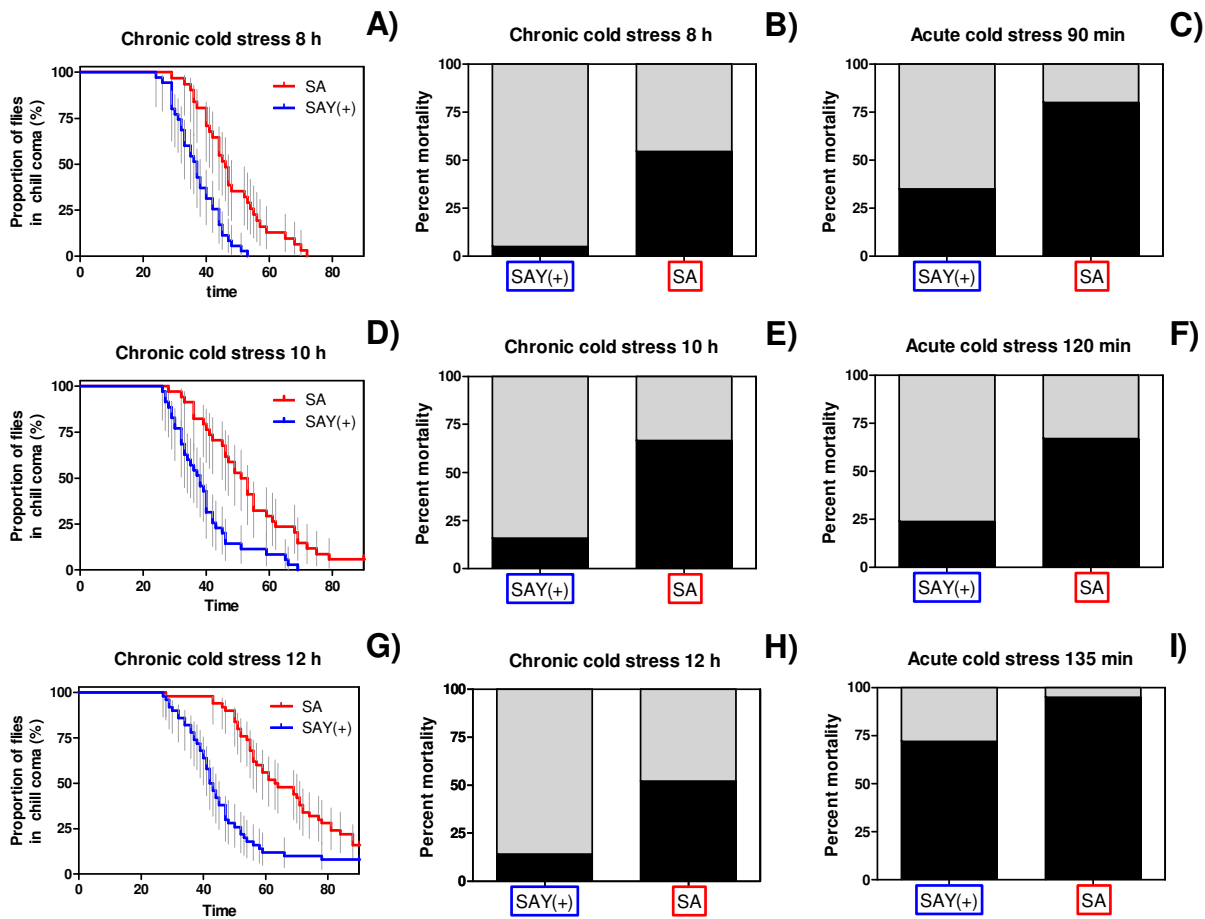 A)
Chronic cold stress 8 h
Proportion of flies
in chill coma (%)
100
75
50
25
0
SA
SAY(+)
0 20 40 60 80
time
B)
Chronic cold stress 8 h
Percent mortality
100
75
50
25
0
SAY(+) SA
C)
Acute cold stress 90 min
Percent mortality
100
75
50
25
0
SAY(+) SA
D)
Chronic cold stress 10 h
Proportion of flies
in chill coma (%)
100
75
50
25
0
SA
SAY(+)
0 20 40 60 80
Time
E)
Chronic cold stress 10 h
Percent mortality
100
75
50
25
0
SAY(+) SA
F)
Acute cold stress 120 min
Percent mortality
100
75
50
25
0
SAY(+) SA
G)
Chronic cold stress 12 h
Proportion of flies
in chill coma (%)
100
75
50
25
0
SA
SAY(+)
0 20 40 60 80
Time
H)
Chronic cold stress 12 h
Percent mortality
100
75
50
25
0
SAY(+) SA
I)
Acute cold stress 135 min
Percent mortality
100
75
50
25
0
SAY(+) SA